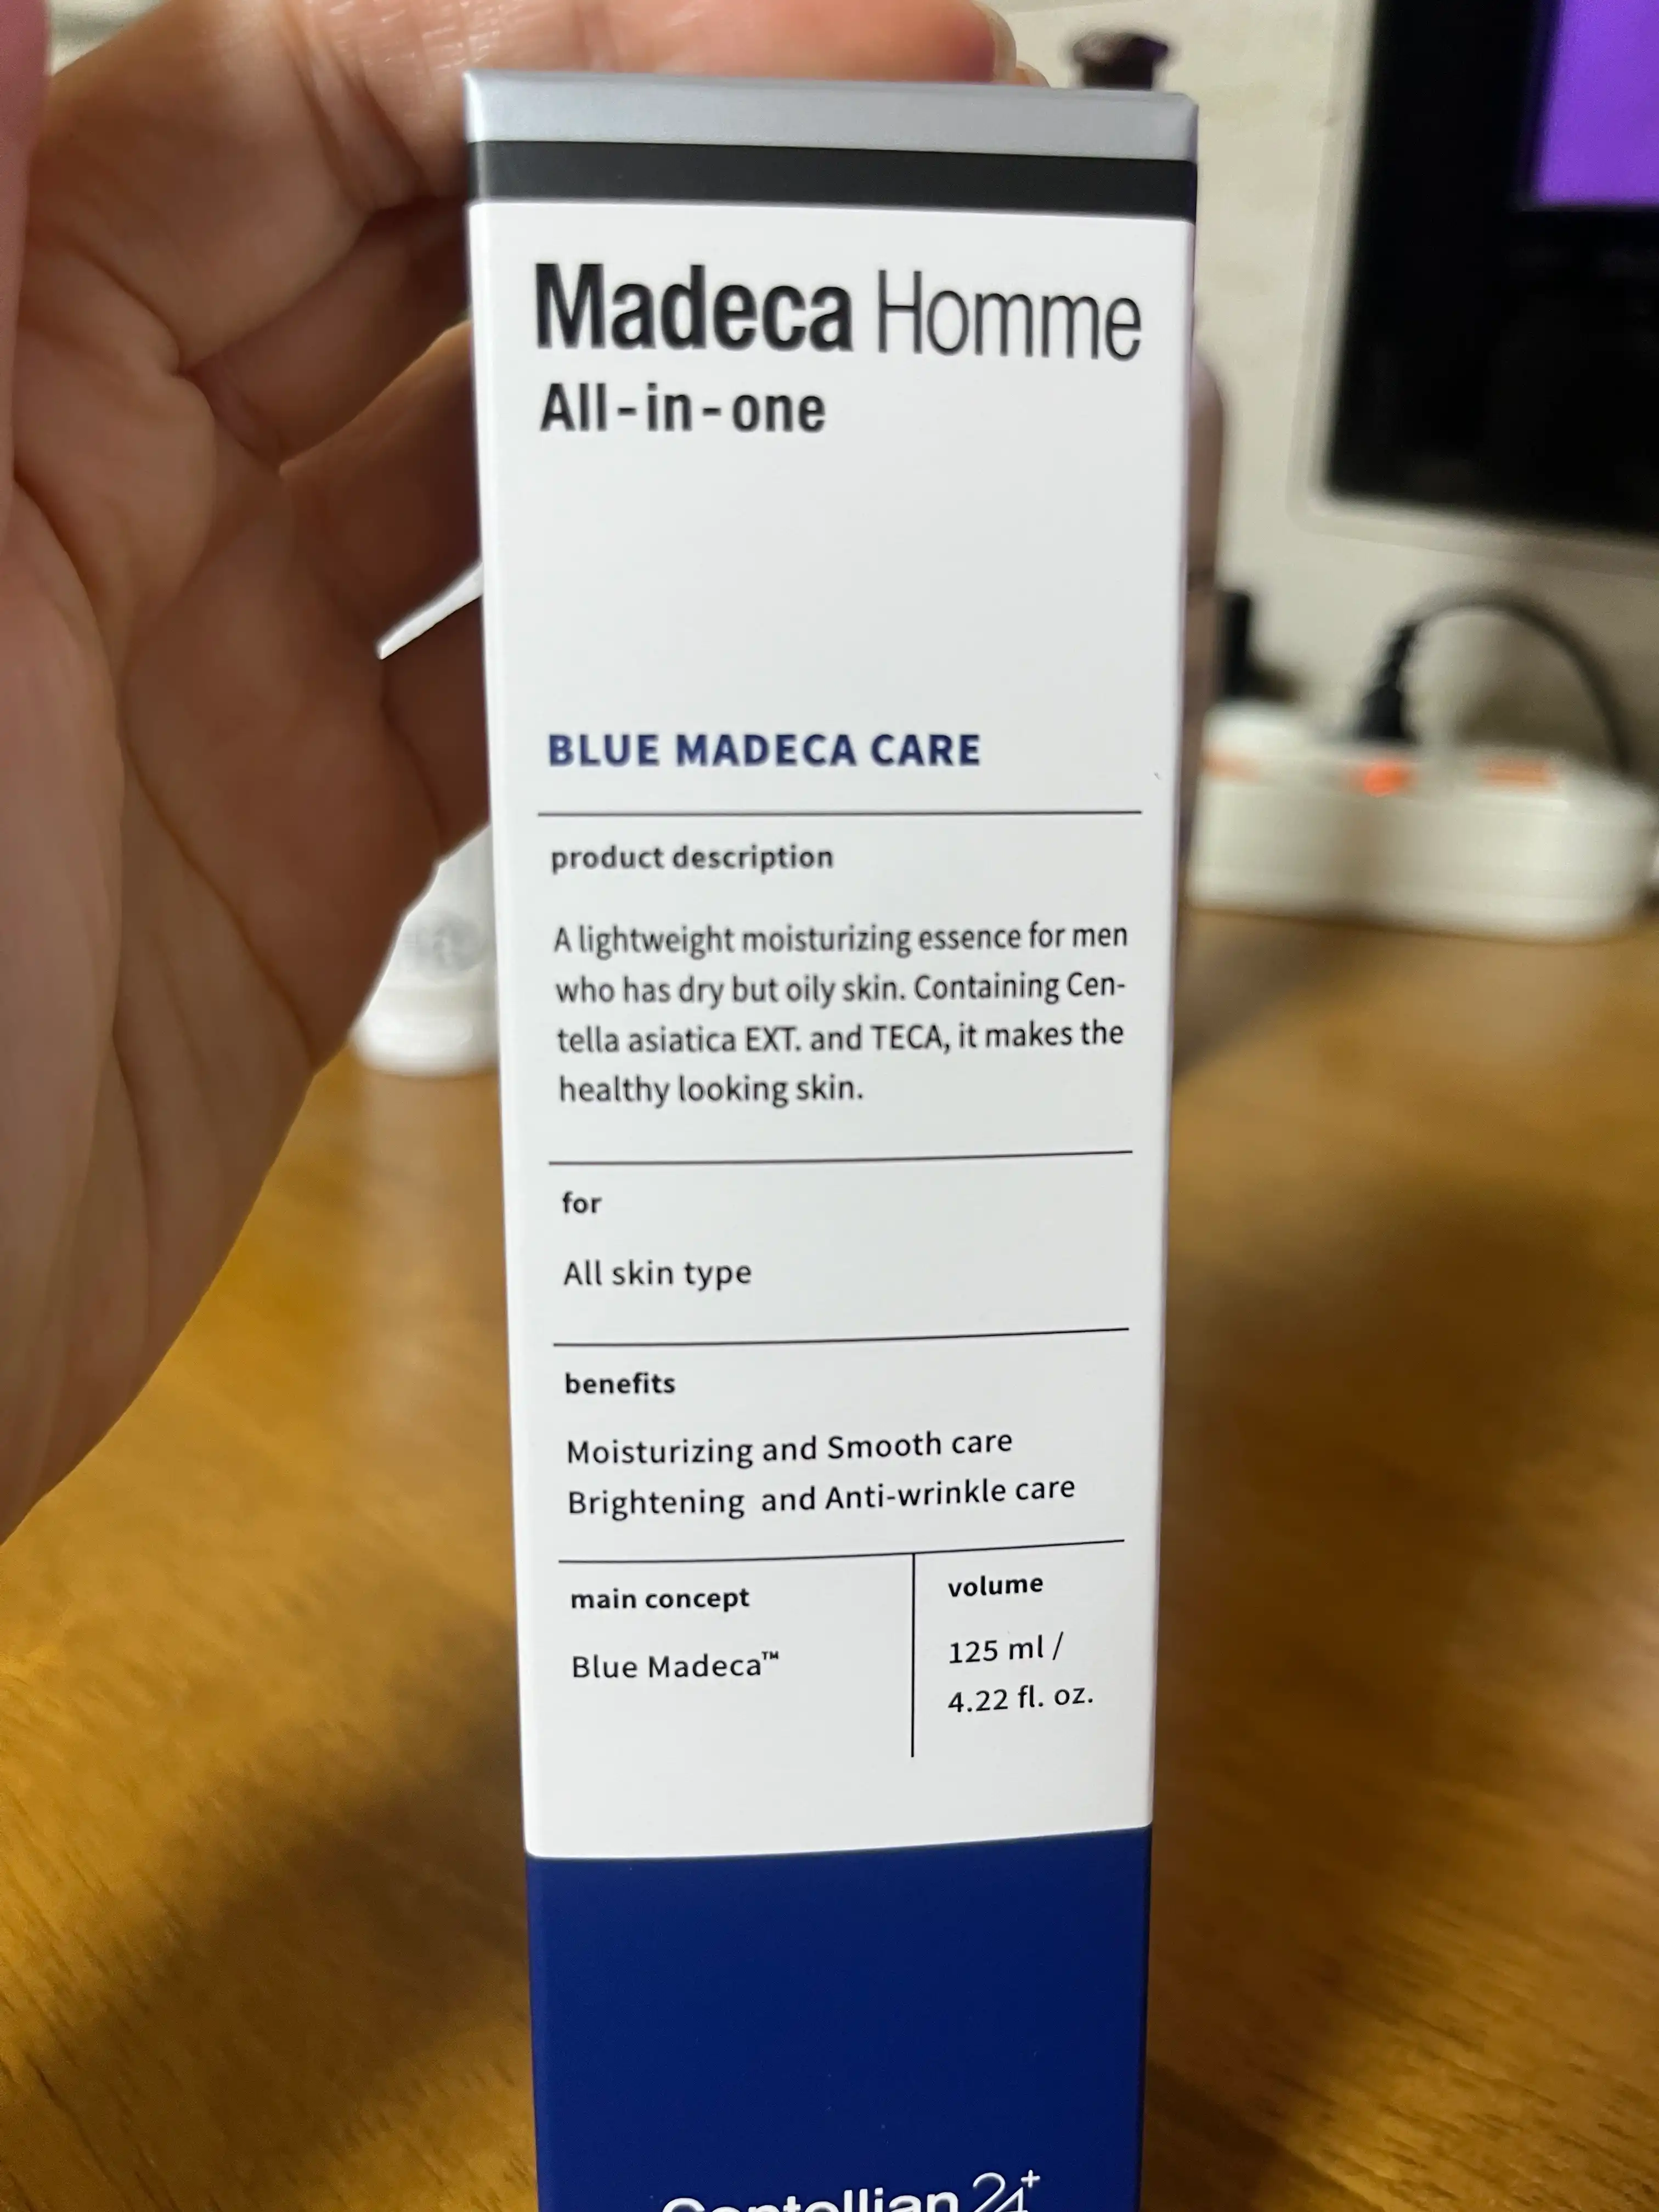 Madeca Homme
All-in-one
BLUE MADECA CARE
product description
A lightweight moisturizing essence for men
who has dry but oily skin. Containing Cen-
tella asiatica EXT. and TECA, it makes the
healthy looking skin.
for
All skin type
benefits
Moisturizing and Smooth care
Brightening and Anti-wrinkle care
main concept
Blue Madeca™
volume
125 ml /
4.22 fl. oz.
Centellian 24+